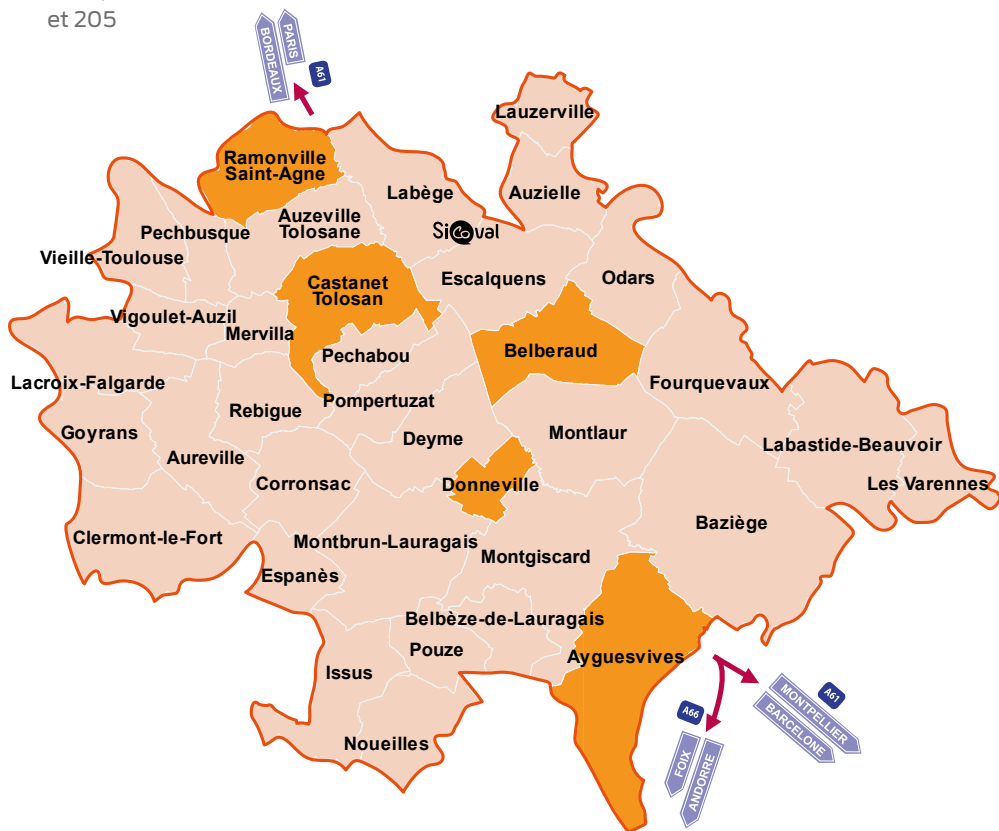 et 205
PARIS
BORDEAUX
A61
Lauzerville
Ramonville
Saint-Agne
Labège
Auzielle
Auzeville
Tolosane
Pechbusque
Sicoval
Vieille-Toulouse
Castanet
Tolosan
Escalquens
Odars
Vigoulet-Auzil
Mervilla
Pechabou
Belberaud
Lacroix-Falgarde
Fourquevaux
Rebigue
Pompertuzat
Goyrans
Deyme
Montlaur
Labastide-Beauvoir
Aureville
Corronsac
Donneville
Les Varennes
Baziège
Clermont-le-Fort
Montbrun-Lauragais
Montgiscard
Espanès
Belbèze-de-Lauragais
Pouze
Ayguesvives
Issus
Noueilles
A61
MONTPELLIER
BARCELONE
A66
FOIX
ANDORRE